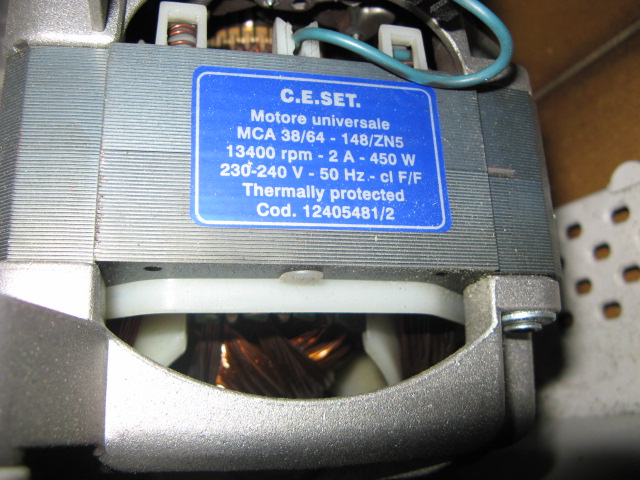 C.E.SET.
Motore universale
MCA 38/64 - 148/ZN5
13400 rpm - 2 A - 450 W
230-240 V - 50 Hz.- cl F/F
Thermally protected
Cod. 12405481/2